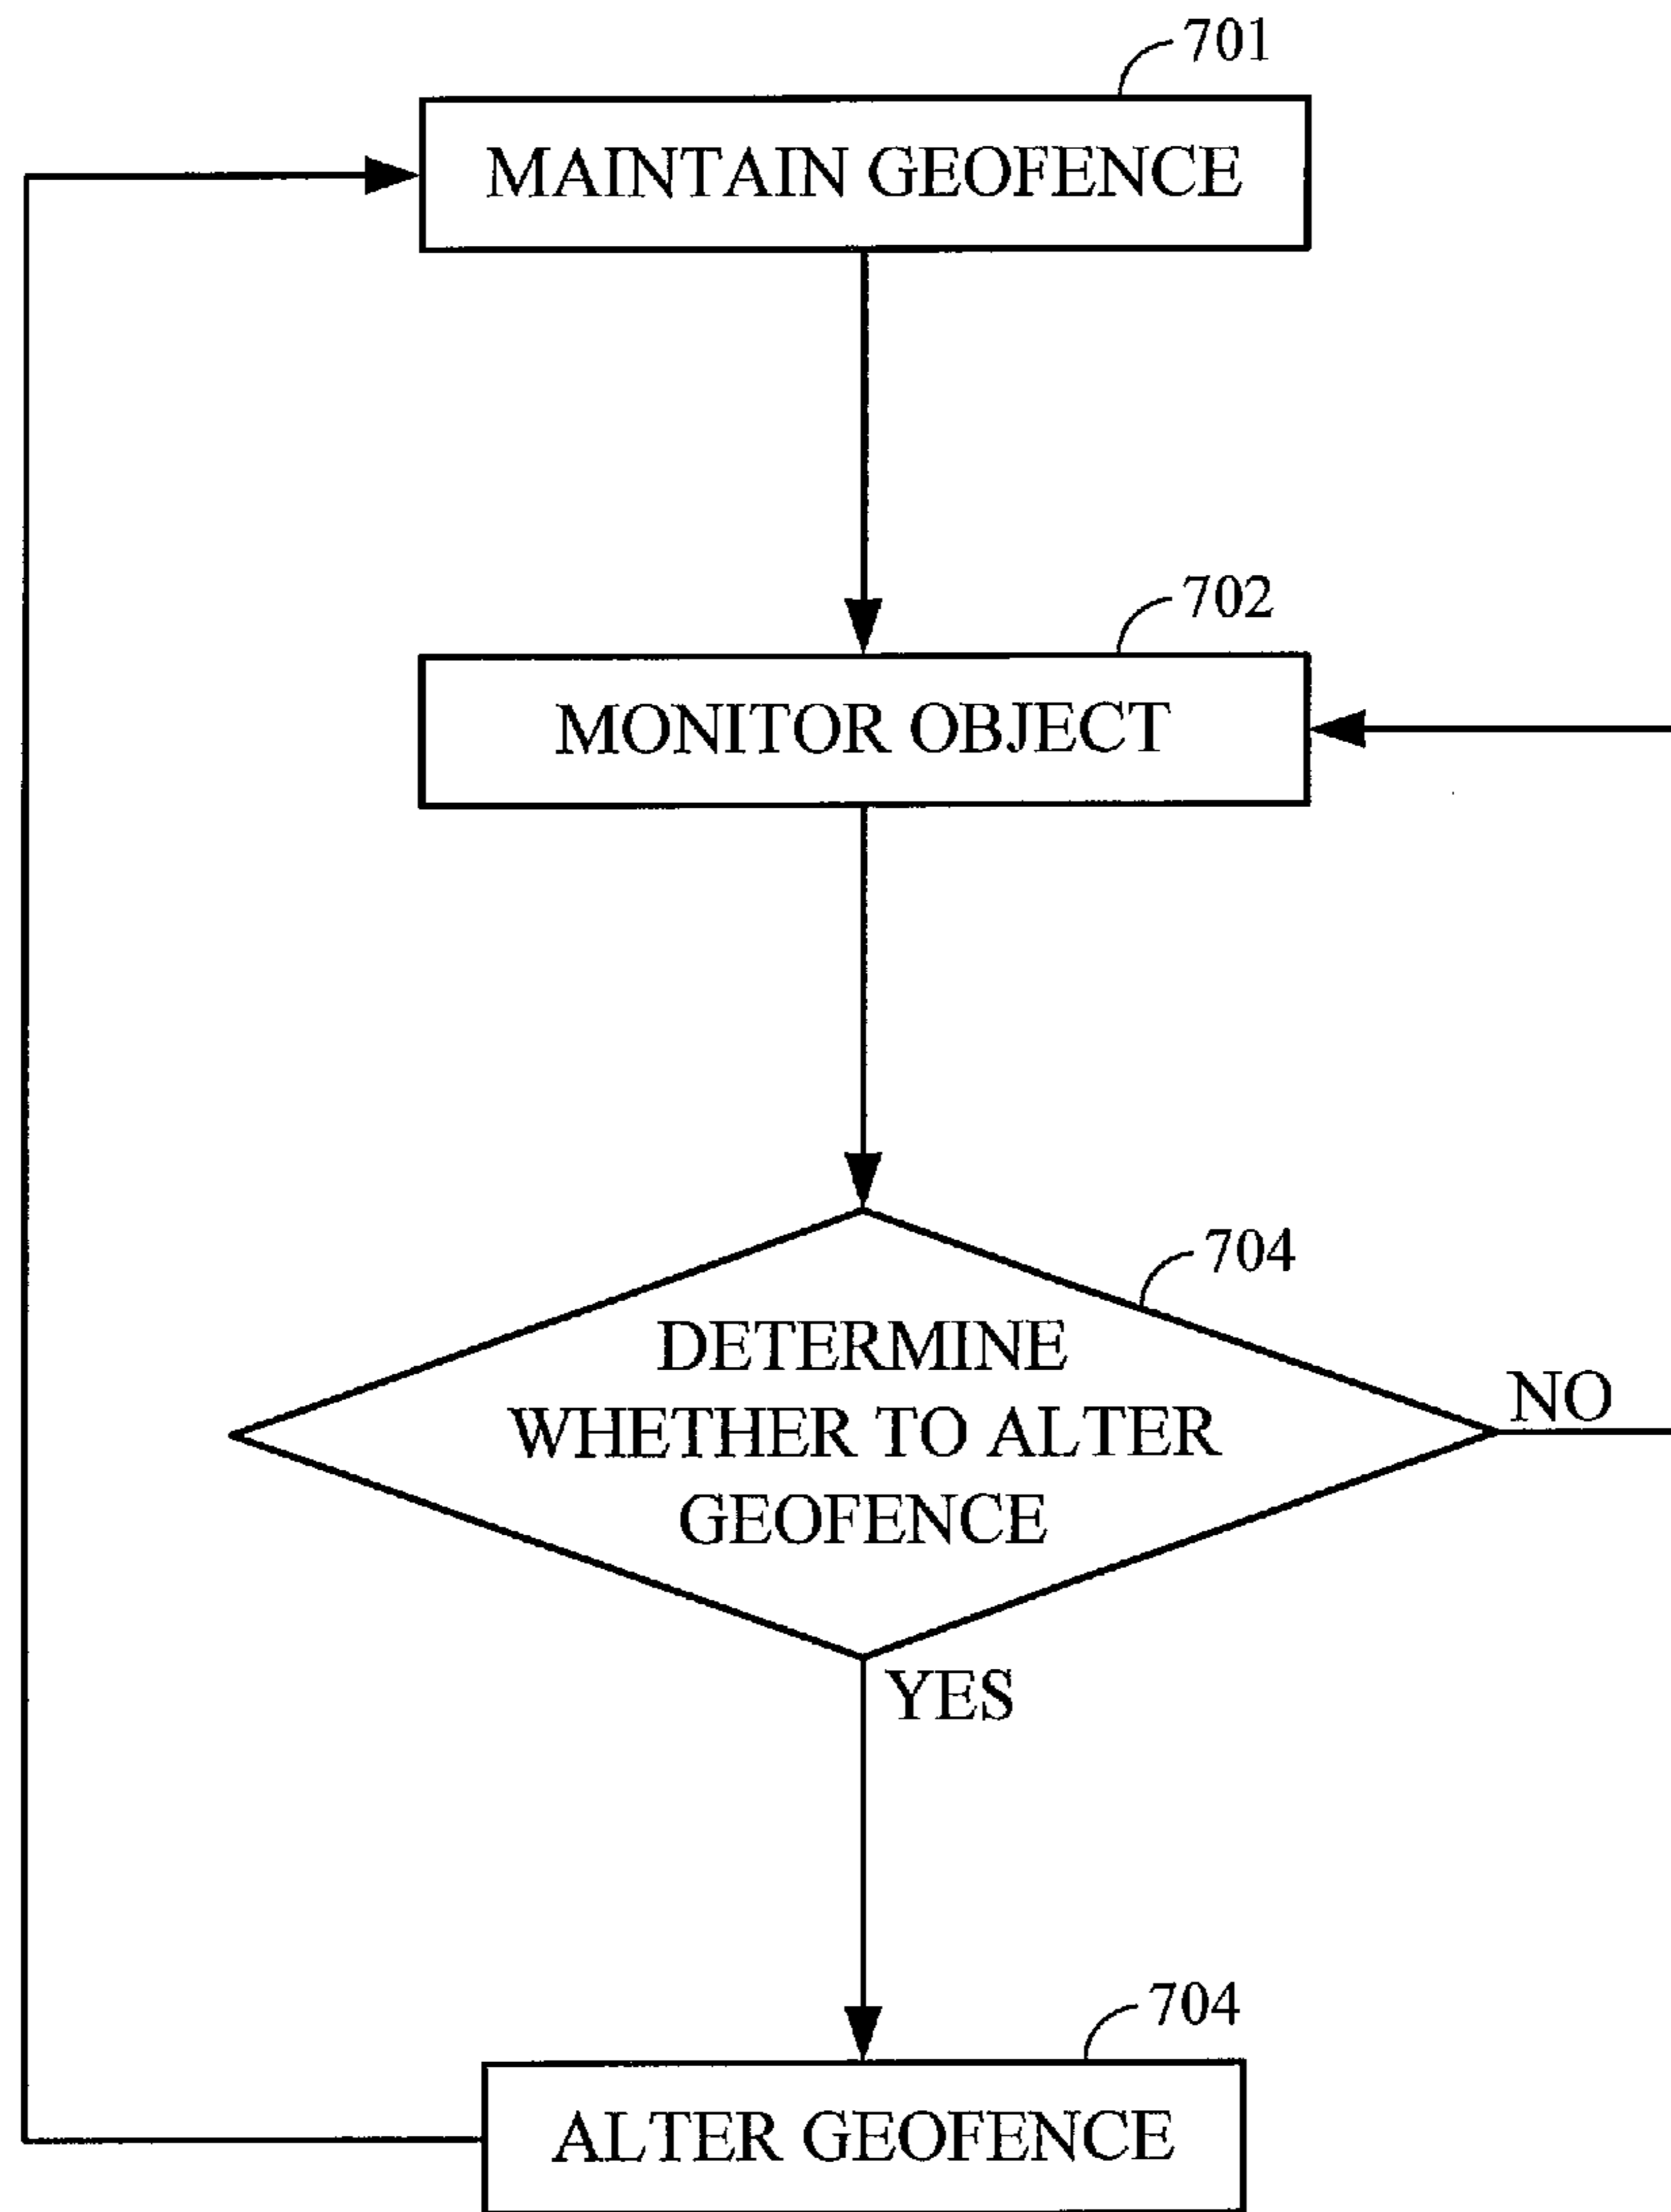 701
MAINTAIN GEOFENCE
702
MONITOR OBJECT
704
DETERMINE
WHETHER TO ALTER
GEOFENCE
NO
YES
704
ALTER GEOFENCE